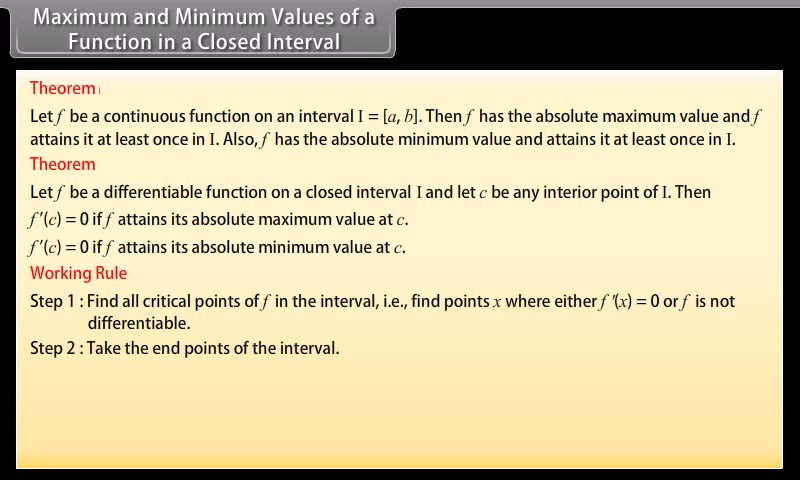 Maximum and Minimum Values of a
Function in a Closed Interval
Theorem
Let f be a continuous function on an interval I = [a, b]. Then f has the absolute maximum value and f
attains it at least once in I. Also, f has the absolute minimum value and attains it at least once in I.
Theorem
Let f be a differentiable function on a closed interval I and let c be any interior point of I. Then
f ′(c) = 0 if f attains its absolute maximum value at c.
f ′(c) = 0 if f attains its absolute minimum value at c.
Working Rule
Step 1 : Find all critical points of f in the interval, i.e., find points x where either f ′(x) = 0 or f is not
differentiable.
Step 2 : Take the end points of the interval.